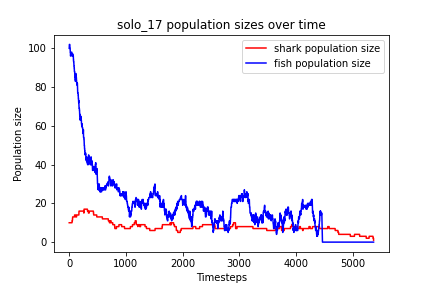 solo_17 population sizes over time
shark population size
fish population size
Population size
100
80
60
40
20
0
0
1000
2000
3000
4000
5000
Timesteps